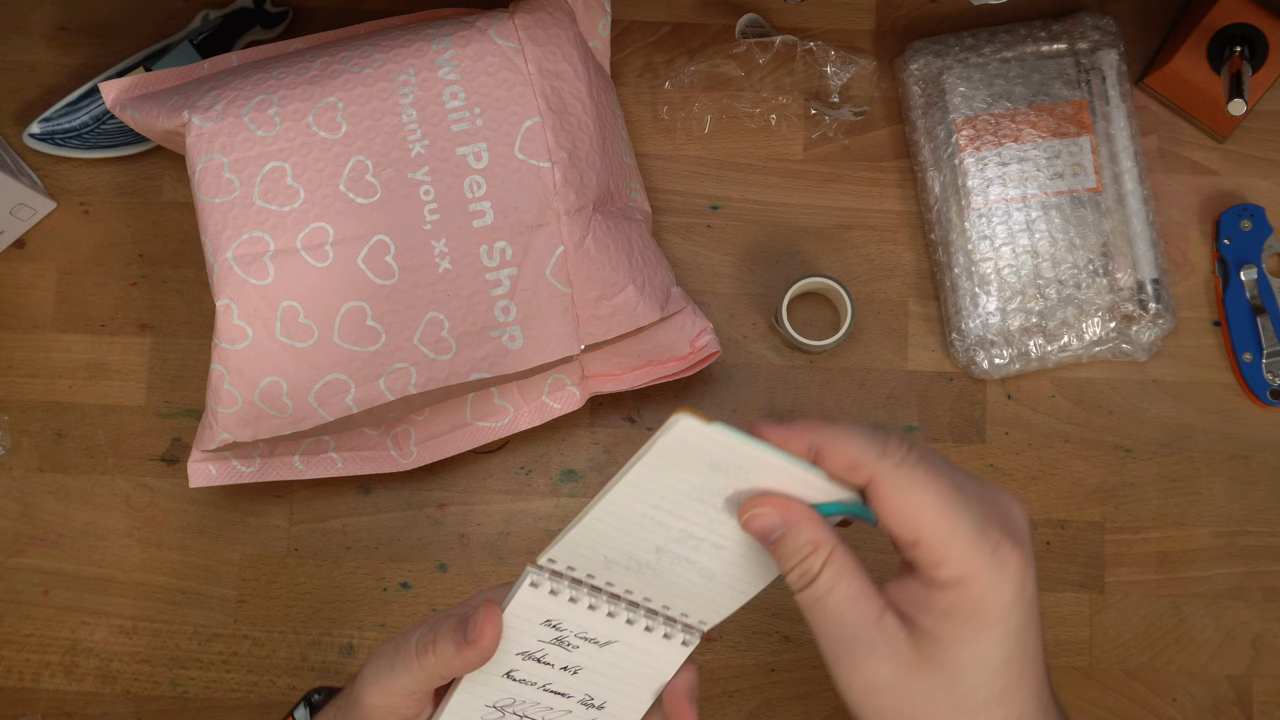 waii Pen Shop
Thank you, xx
Faber-Castell
Hexo
Medium Nib
Kaweco Summer Purple